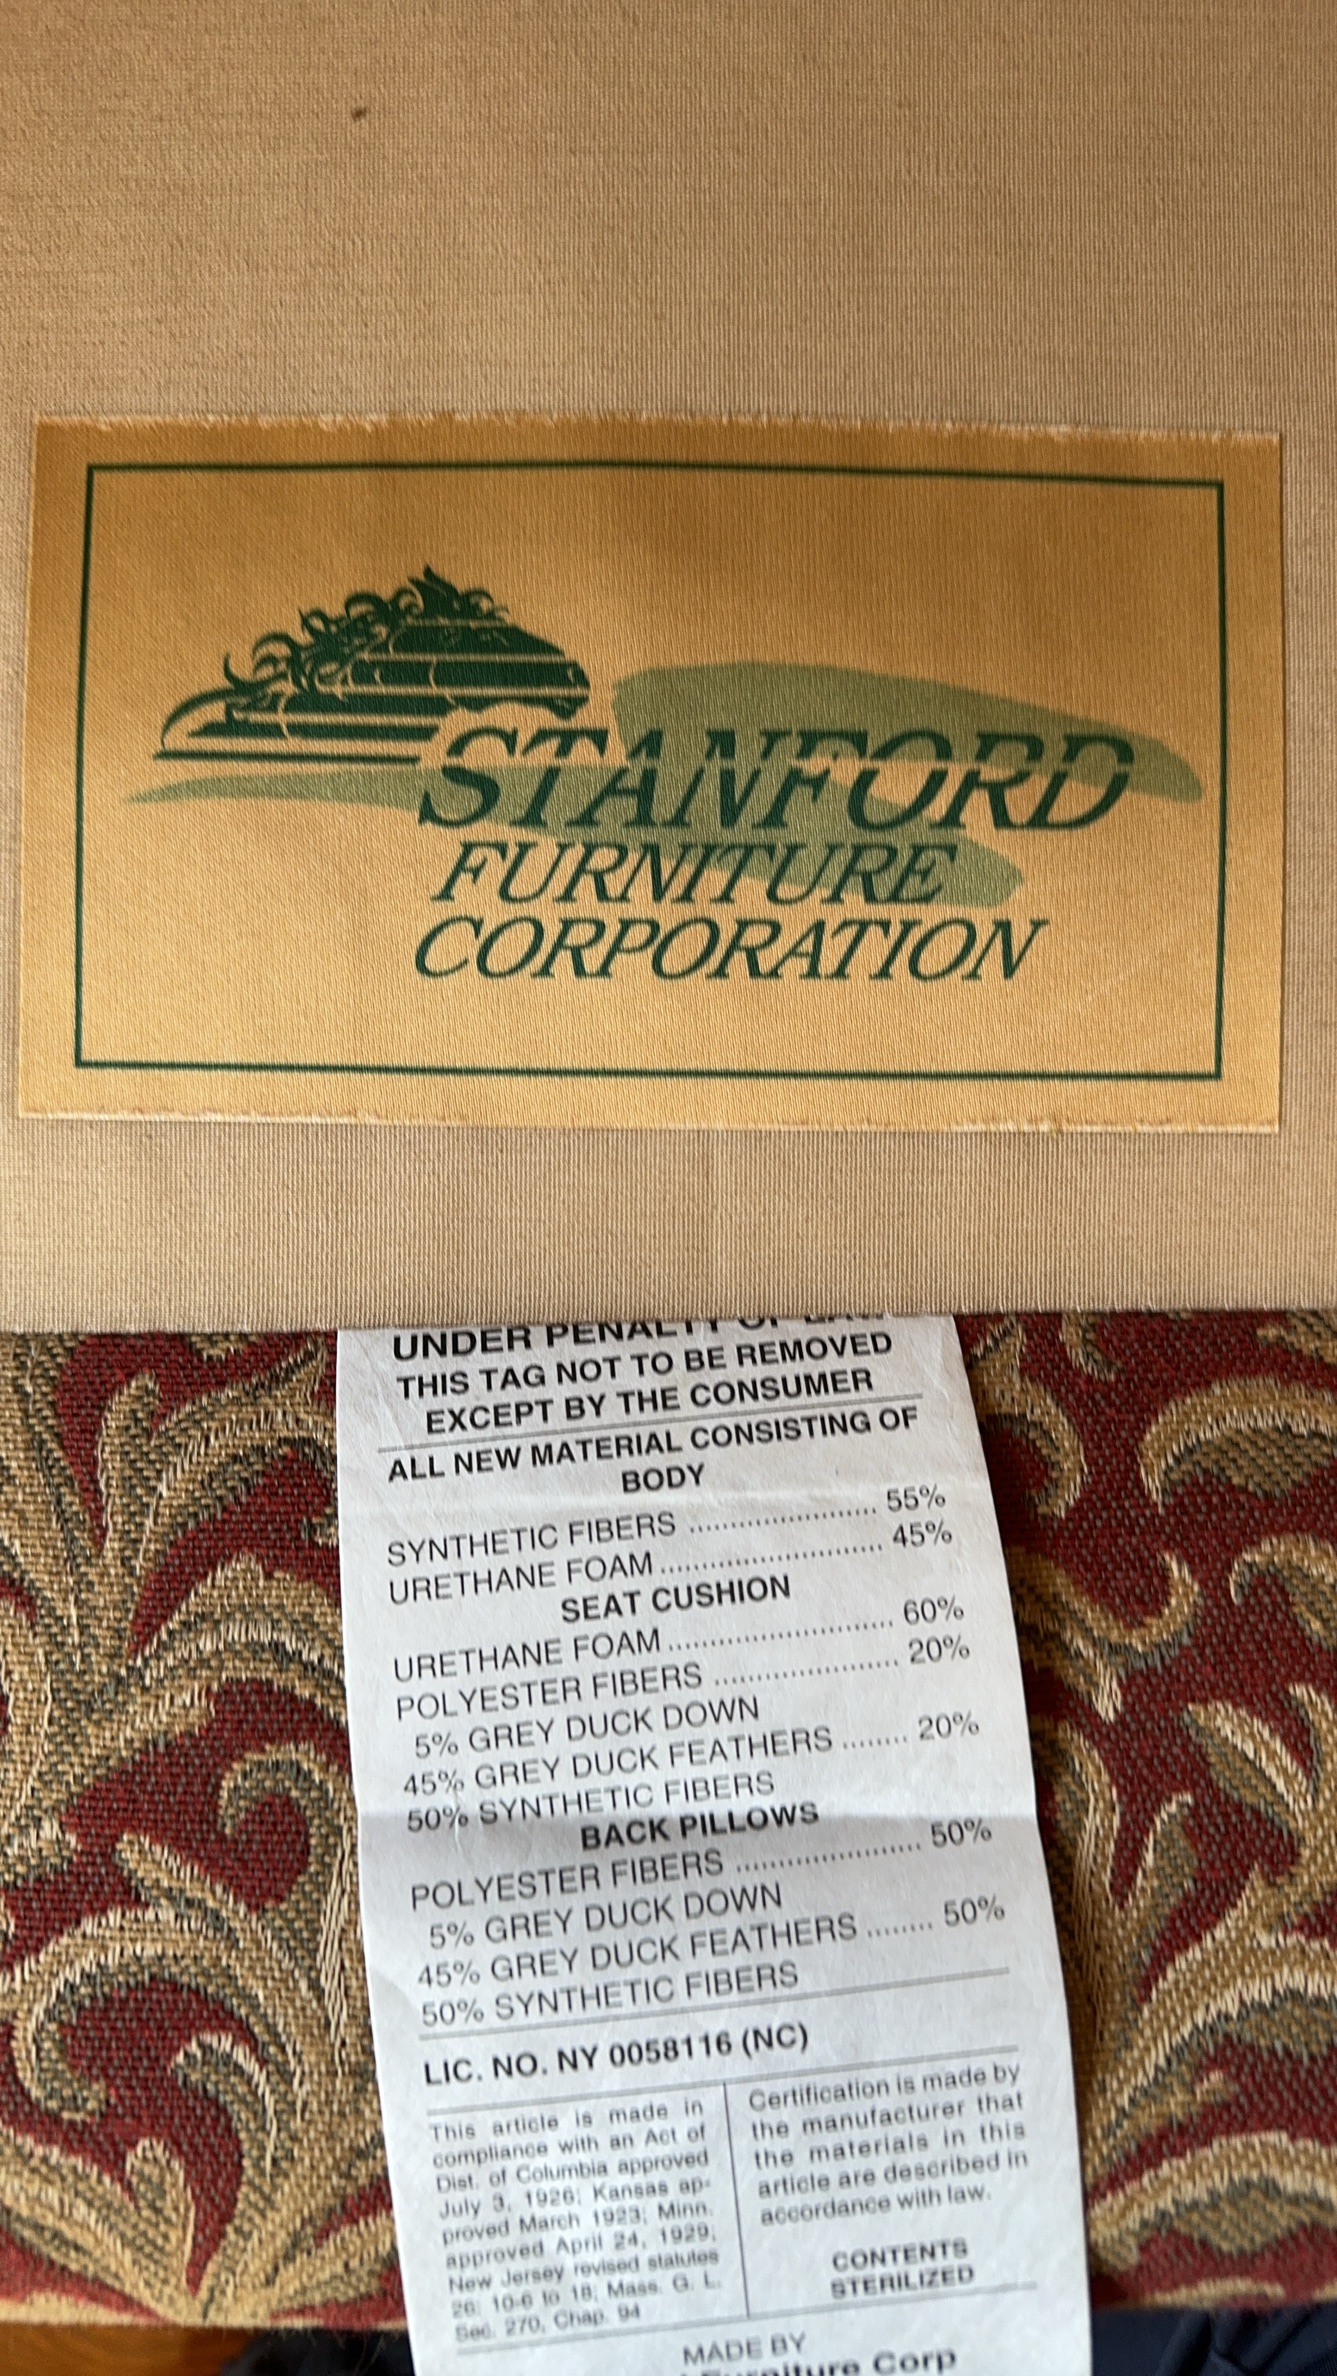 STANFORD
FURNITURE
CORPORATION
UNDER PENALTY OF LAW
THIS TAG NOT TO BE REMOVED
EXCEPT BY THE CONSUMER
ALL NEW MATERIAL CONSISTING OF
BODY
SYNTHETIC FIBERS ........................ 55%
URETHANE FOAM ............................ 45%
SEAT CUSHION
URETHANE FOAM ............................ 60%
POLYESTER FIBERS ....................... 20%
5% GREY DUCK DOWN
45% GREY DUCK FEATHERS ........ 20%
50% SYNTHETIC FIBERS
BACK PILLOWS
POLYESTER FIBERS ....................... 50%
5% GREY DUCK DOWN
45% GREY DUCK FEATHERS ........ 50%
50% SYNTHETIC FIBERS
LIC. NO. NY 0058116 (NC)
This article is made in
compliance with an Act of
Dist. of Columbia approved
July 3, 1926; Kansas ap-
proved March 1923; Minn.
approved April 24, 1929;
New Jersey revised statutes
26: 10-6 to 18; Mass. G. L.
Sec. 270, Chap. 94
Certification is made by
the manufacturer that
the materials in this
article are described in
accordance with law.
CONTENTS
STERILIZED
MADE BY
Furniture Corp